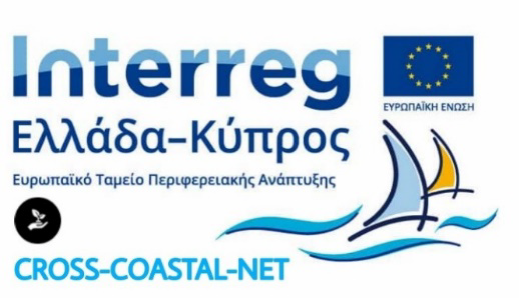 Interreg
ΕΥΡΩΠΑΪΚΗ ΕΝΩΣΗ
Ελλάδα-Κύπρος
Ευρωπαϊκό Ταμείο Περιφερειακής Ανάπτυξης
CROSS-COASTAL-NET